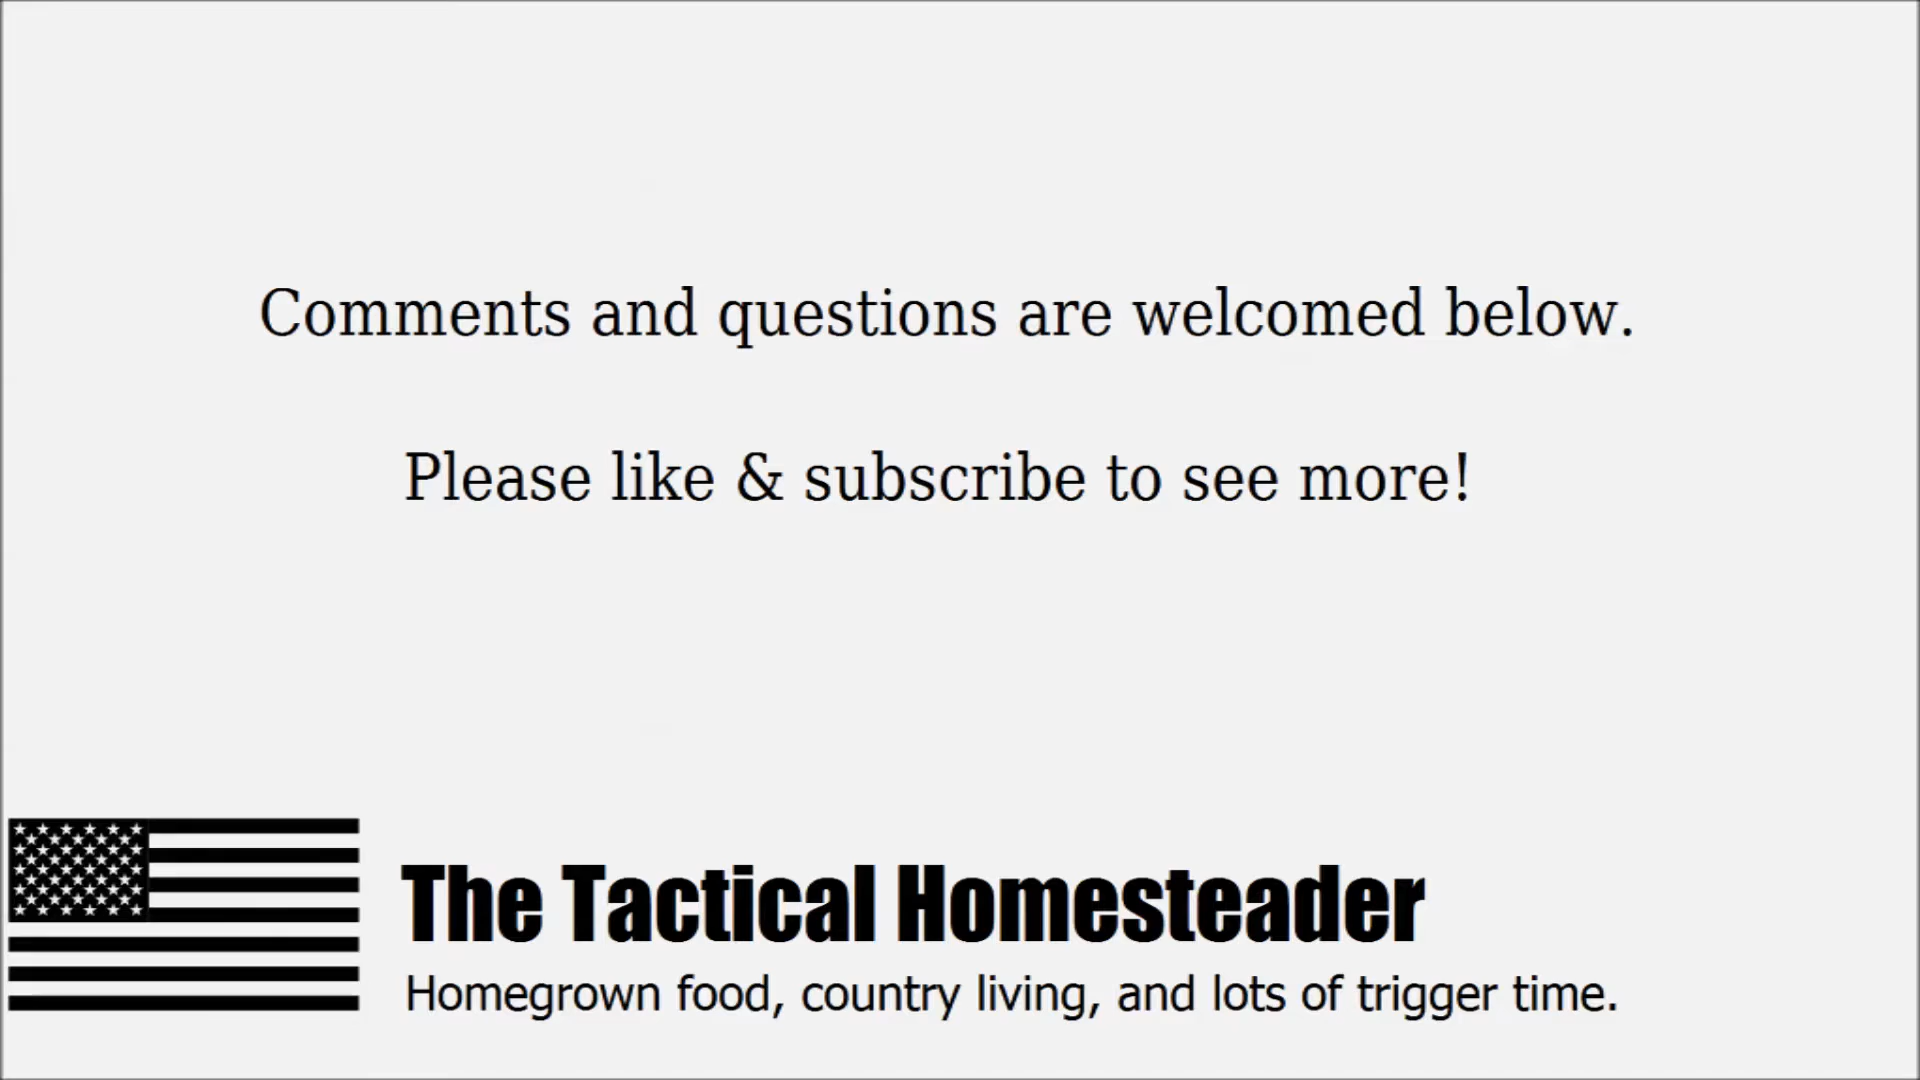 Comments and questions are welcomed below.
Please like & subscribe to see more!
The Tactical Homesteader
Homegrown food, country living, and lots of trigger time.